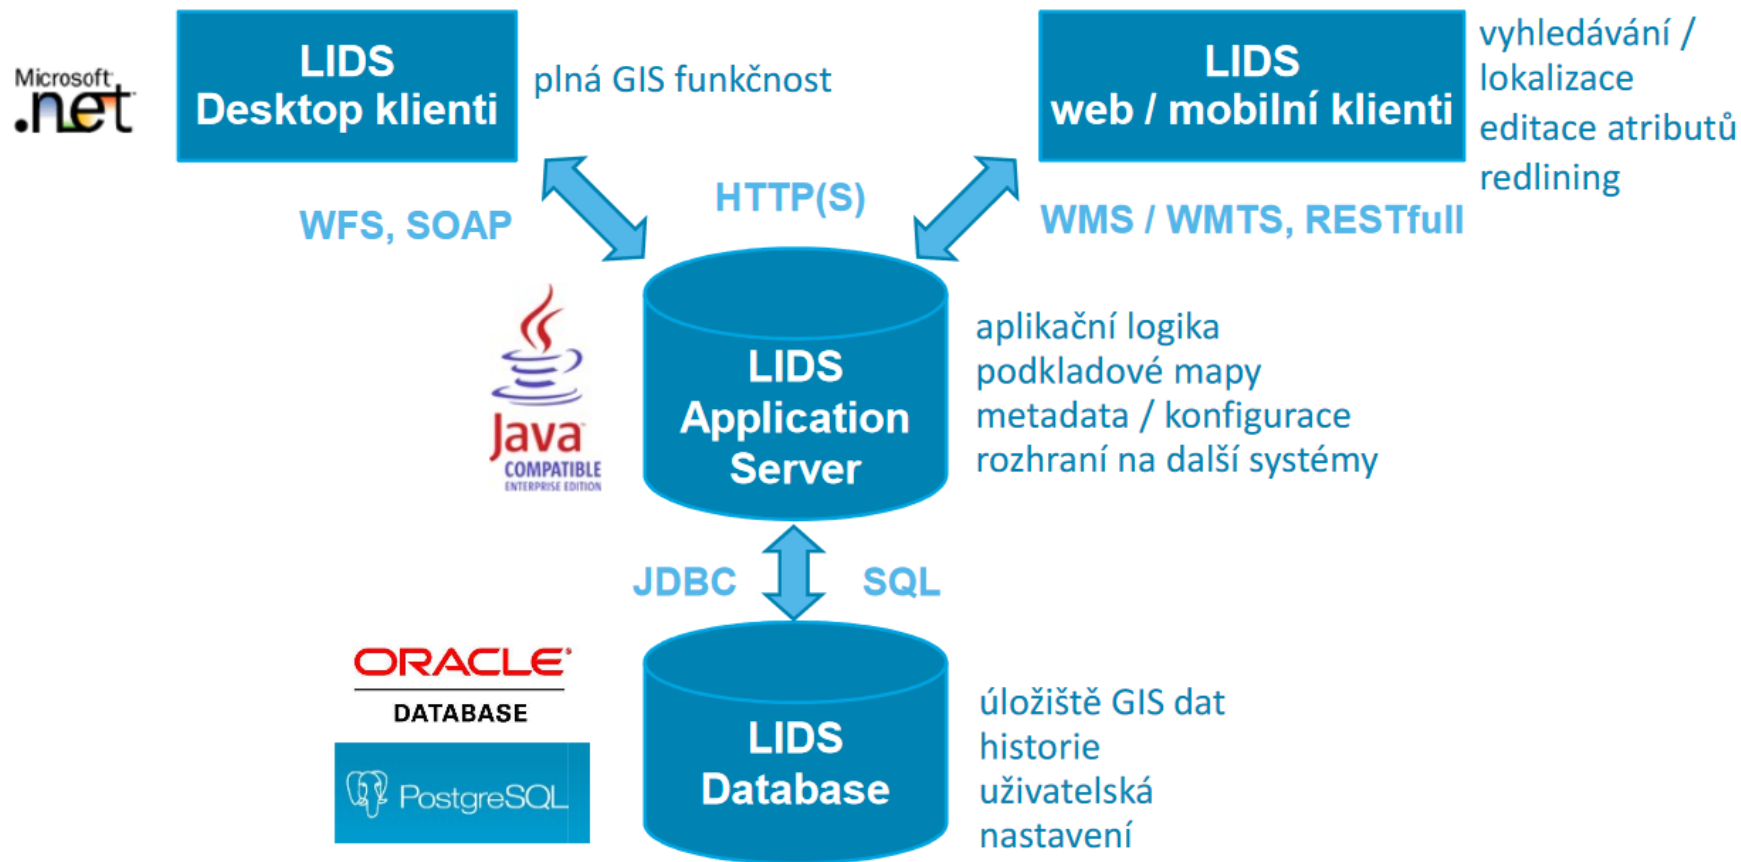 Microsoft
.net
LIDS
Desktop klienti
plná GIS funkčnost
LIDS
web / mobilní klienti
vyhledávání /
lokalizace
editace atributů
redlining
WFS, SOAP
HTTP(S)
WMS / WMTS, RESTfull
Java
COMPATIBLE
ENTERPRISE EDITION
LIDS
Application
Server
aplikační logika
podkladové mapy
metadata / konfigurace
rozhraní na další systémy
JDBC
SQL
ORACLE
DATABASE
PostgreSQL
LIDS
Database
úložiště GIS dat
historie
uživatelská
nastavení